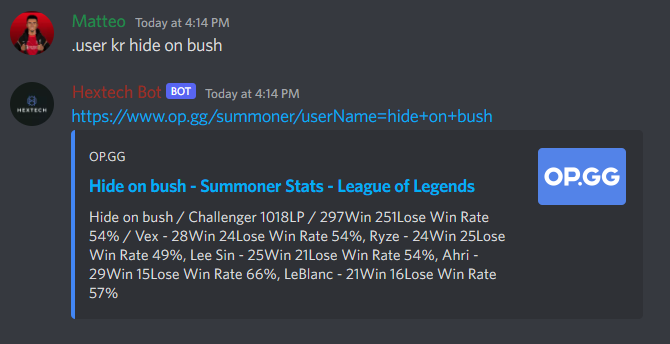 Matteo Today at 4:14 PM
.user kr hide on bush
HEXTECH
Hextech Bot BOT Today at 4:14 PM
https://www.op.gg/summoner/userName=hide+on+bush
OP.GG
OP.GG
Hide on bush - Summoner Stats - League of Legends
Hide on bush / Challenger 1018LP / 297Win 251Lose Win Rate
54% / Vex - 28Win 24Lose Win Rate 54%, Ryze - 24Win 25Lose
Win Rate 49%, Lee Sin - 25Win 21Lose Win Rate 54%, Ahri -
29Win 15Lose Win Rate 66%, LeBlanc - 21Win 16Lose Win Rate
57%